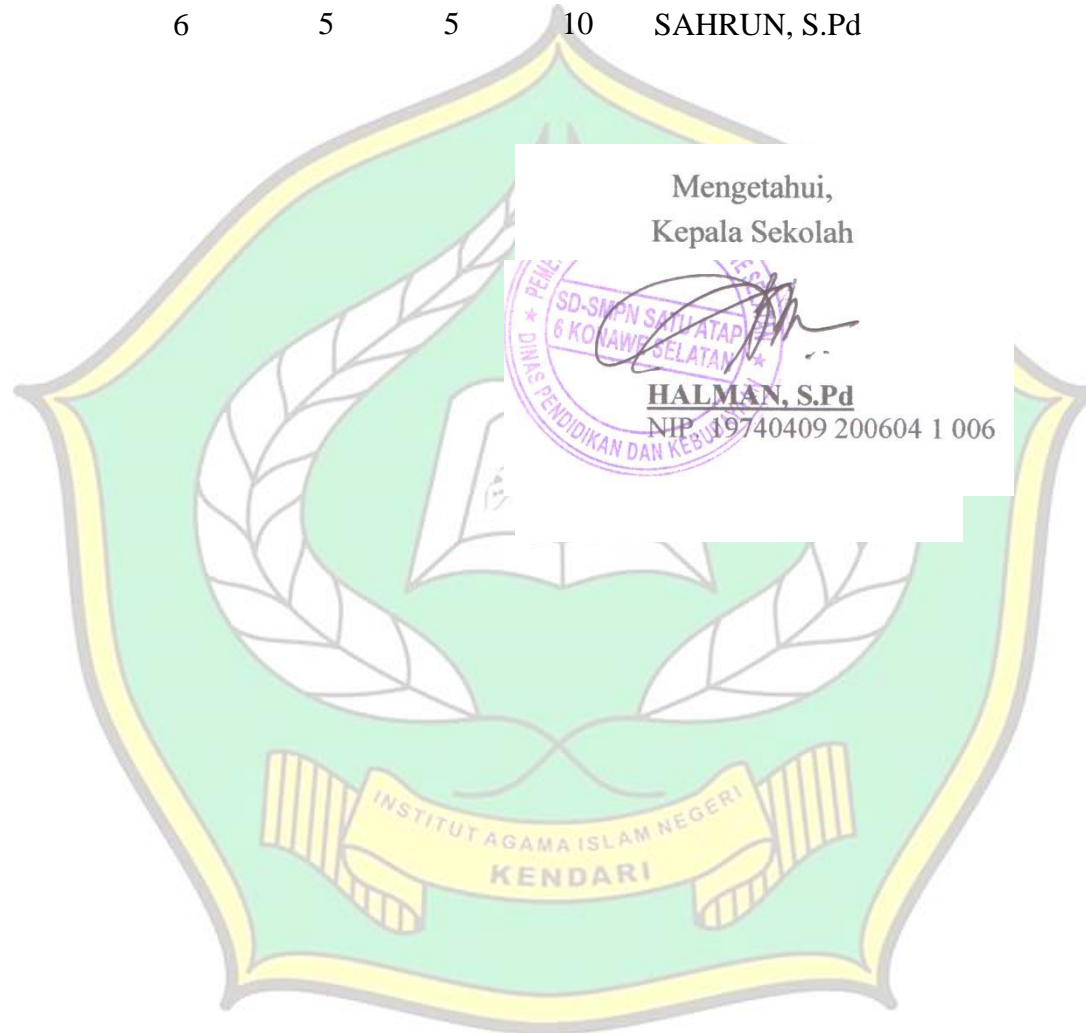 6 5 5 10 SAHRUN, S.Pd
Mengetahui,
Kepala Sekolah
SD-SMPN SATU ATAP
6 KONAWE SELATAN
DINAS PENDIDIKAN DAN
HALMAN, S.Pd
NIP. 19740409 200604 1 006
INSTITUT AGAMA ISLAM NEGERI
KENDARI